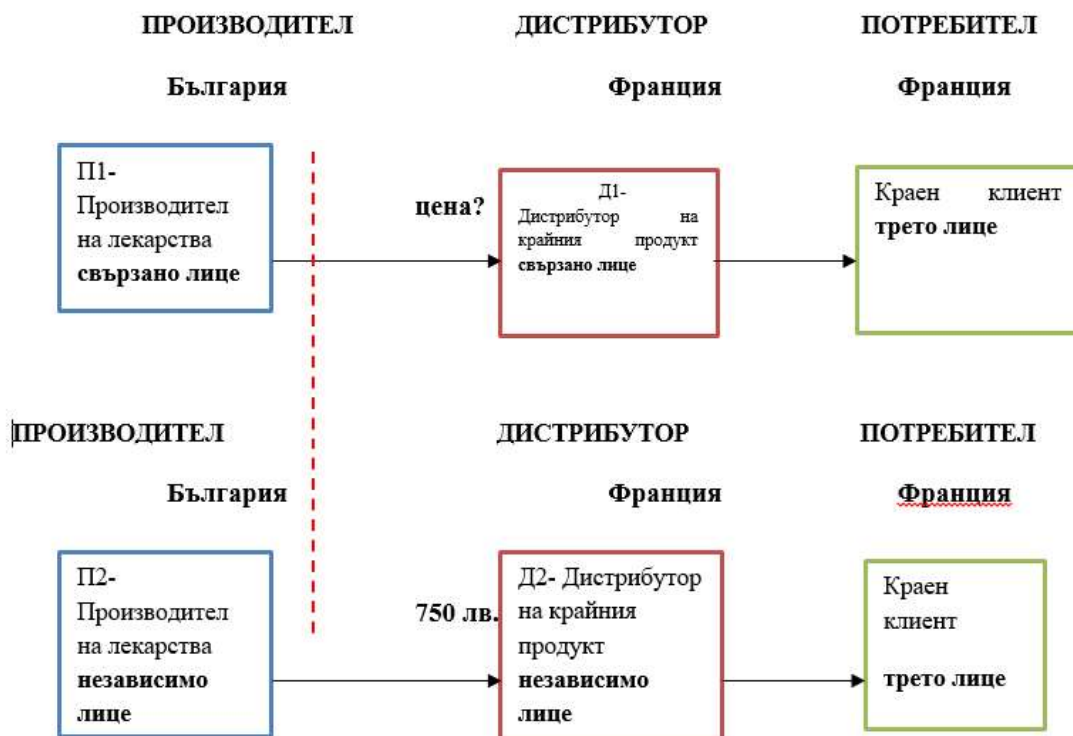 ПРОИЗВОДИТЕЛ ДИСТРИБУТОР ПОТРЕБИТЕЛ
България Франция Франция
П1-
Производител
на лекарства
свързано лице
цена?
Д1-
Дистрибутор на
крайния продукт
свързано лице
Краен клиент
трето лице
ПРОИЗВОДИТЕЛ ДИСТРИБУТОР ПОТРЕБИТЕЛ
България Франция Франция
П2-
Производител
на лекарства
независимо
лице
750 лв.
Д2- Дистрибутор
на крайния
продукт
независимо
лице
Краен
клиент
трето лице